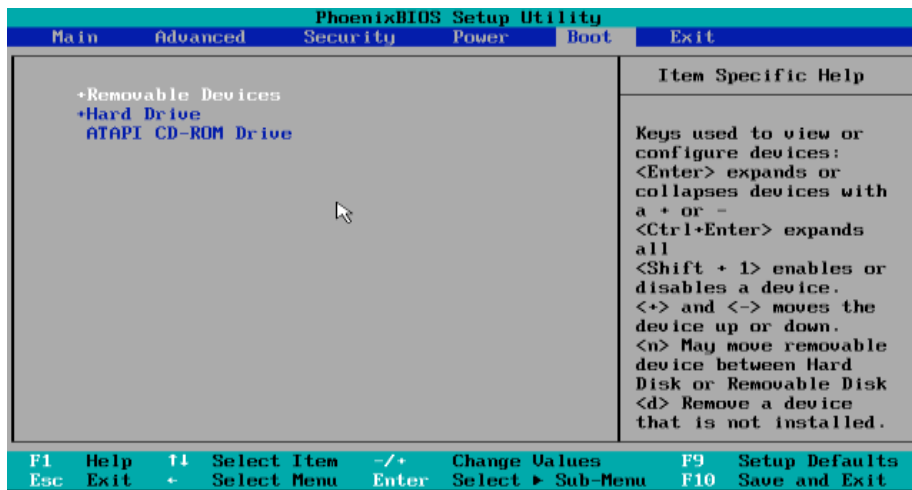 PhoenixBIOS Setup Utility
Main Advanced Security Power Boot Exit
+Removable Devices
+Hard Drive
ATAPI CD-ROM Drive
Item Specific Help
Keys used to view or
configure devices:
<Enter> expands or
collapses devices with
a + or -
<Ctrl+Enter> expands
all
<Shift + 1> enables or
disables a device.
<+> and <-> moves the
device up or down.
<n> May move removable
device between Hard
Disk or Removable Disk
<d> Remove a device
that is not installed.
F1 Help ↑↓ Select Item -/+ Change Values F9 Setup Defaults
Esc Exit ← Select Menu Enter Select ▶ Sub-Menu F10 Save and Exit